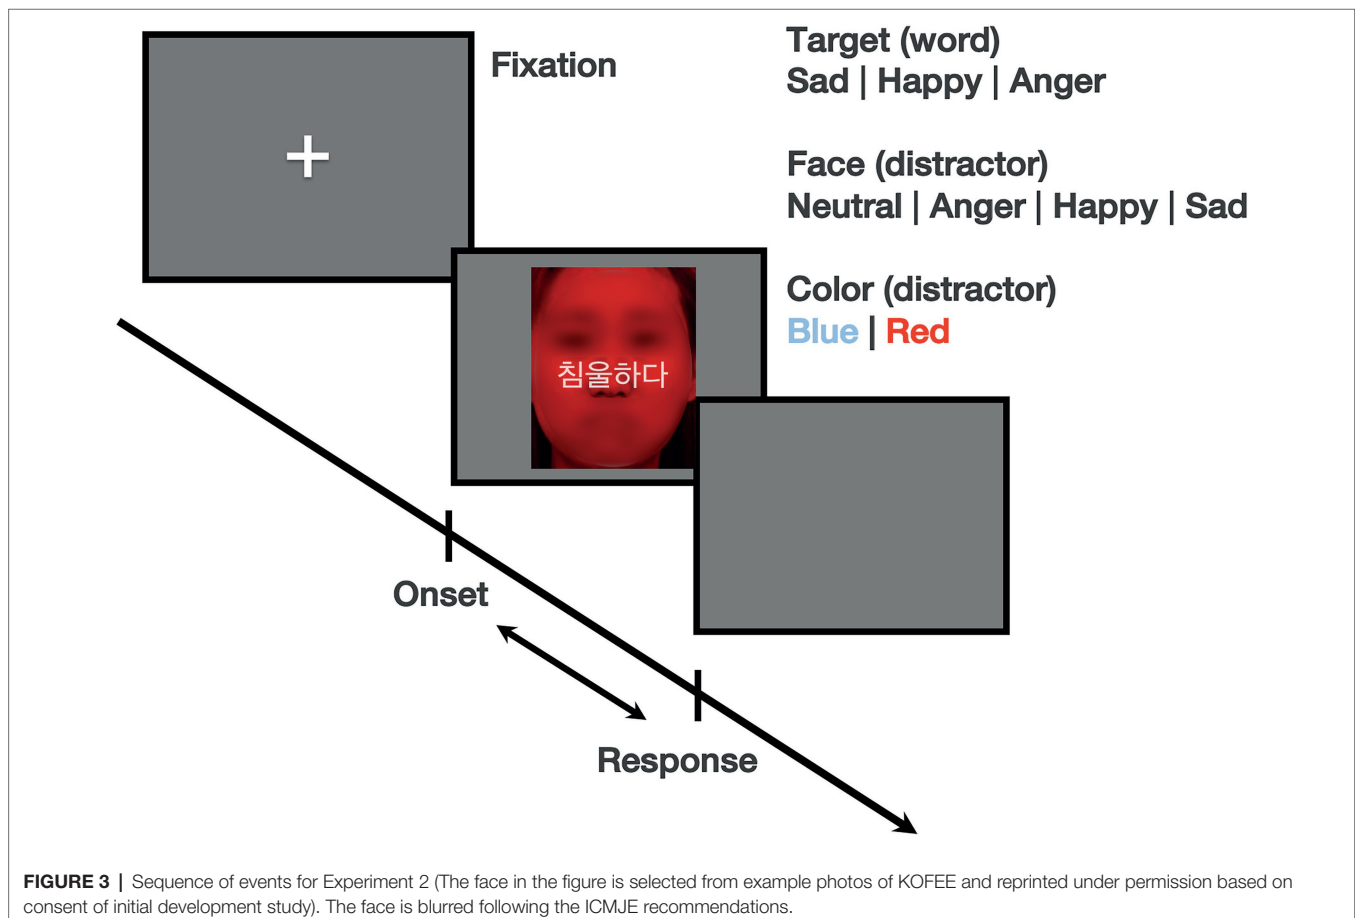 Fixation
Target (word)
Sad | Happy | Anger
Face (distractor)
Neutral | Anger | Happy | Sad
Color (distractor)
Blue | Red
침울하다
Onset
Response
FIGURE 3 | Sequence of events for Experiment 2 (The face in the figure is selected from example photos of KOFEE and reprinted under permission based on
consent of initial development study). The face is blurred following the ICMJE recommendations.